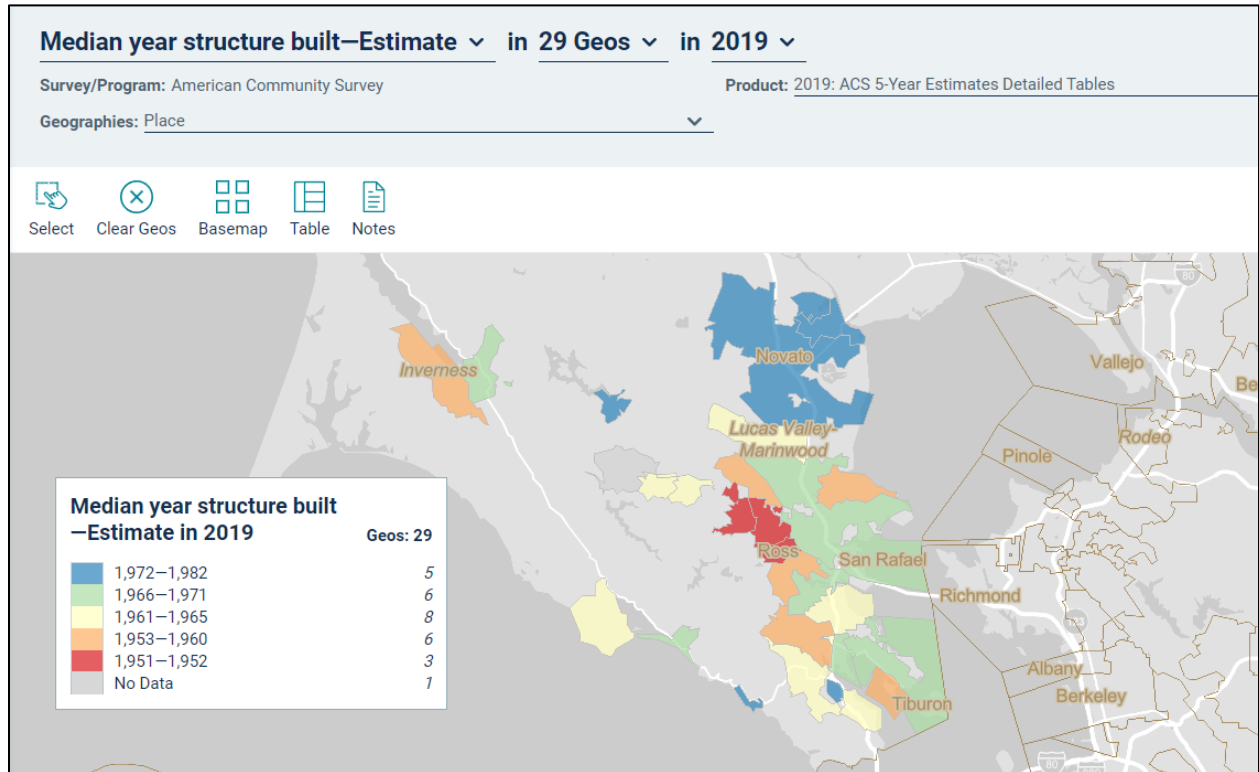 Median year structure built—Estimate in 29 Geos in 2019
Survey/Program: American Community Survey Product: 2019: ACS 5-Year Estimates Detailed Tables
Geographies: Place
Select Clear Geos Basemap Table Notes
80
Novato
Vallejo
Inverness
Be
Lucas Valley-
Marinwood
Rodeo
Pinole
Median year structure built
—Estimate in 2019 Geos: 29
1,972—1,982 5
1,966—1,971 6
1,961—1,965 8
1,953—1,960 6
1,951—1,952 3
No Data 1
Ross
San Rafael
Richmond
Albany
Berkeley
Tiburon
80